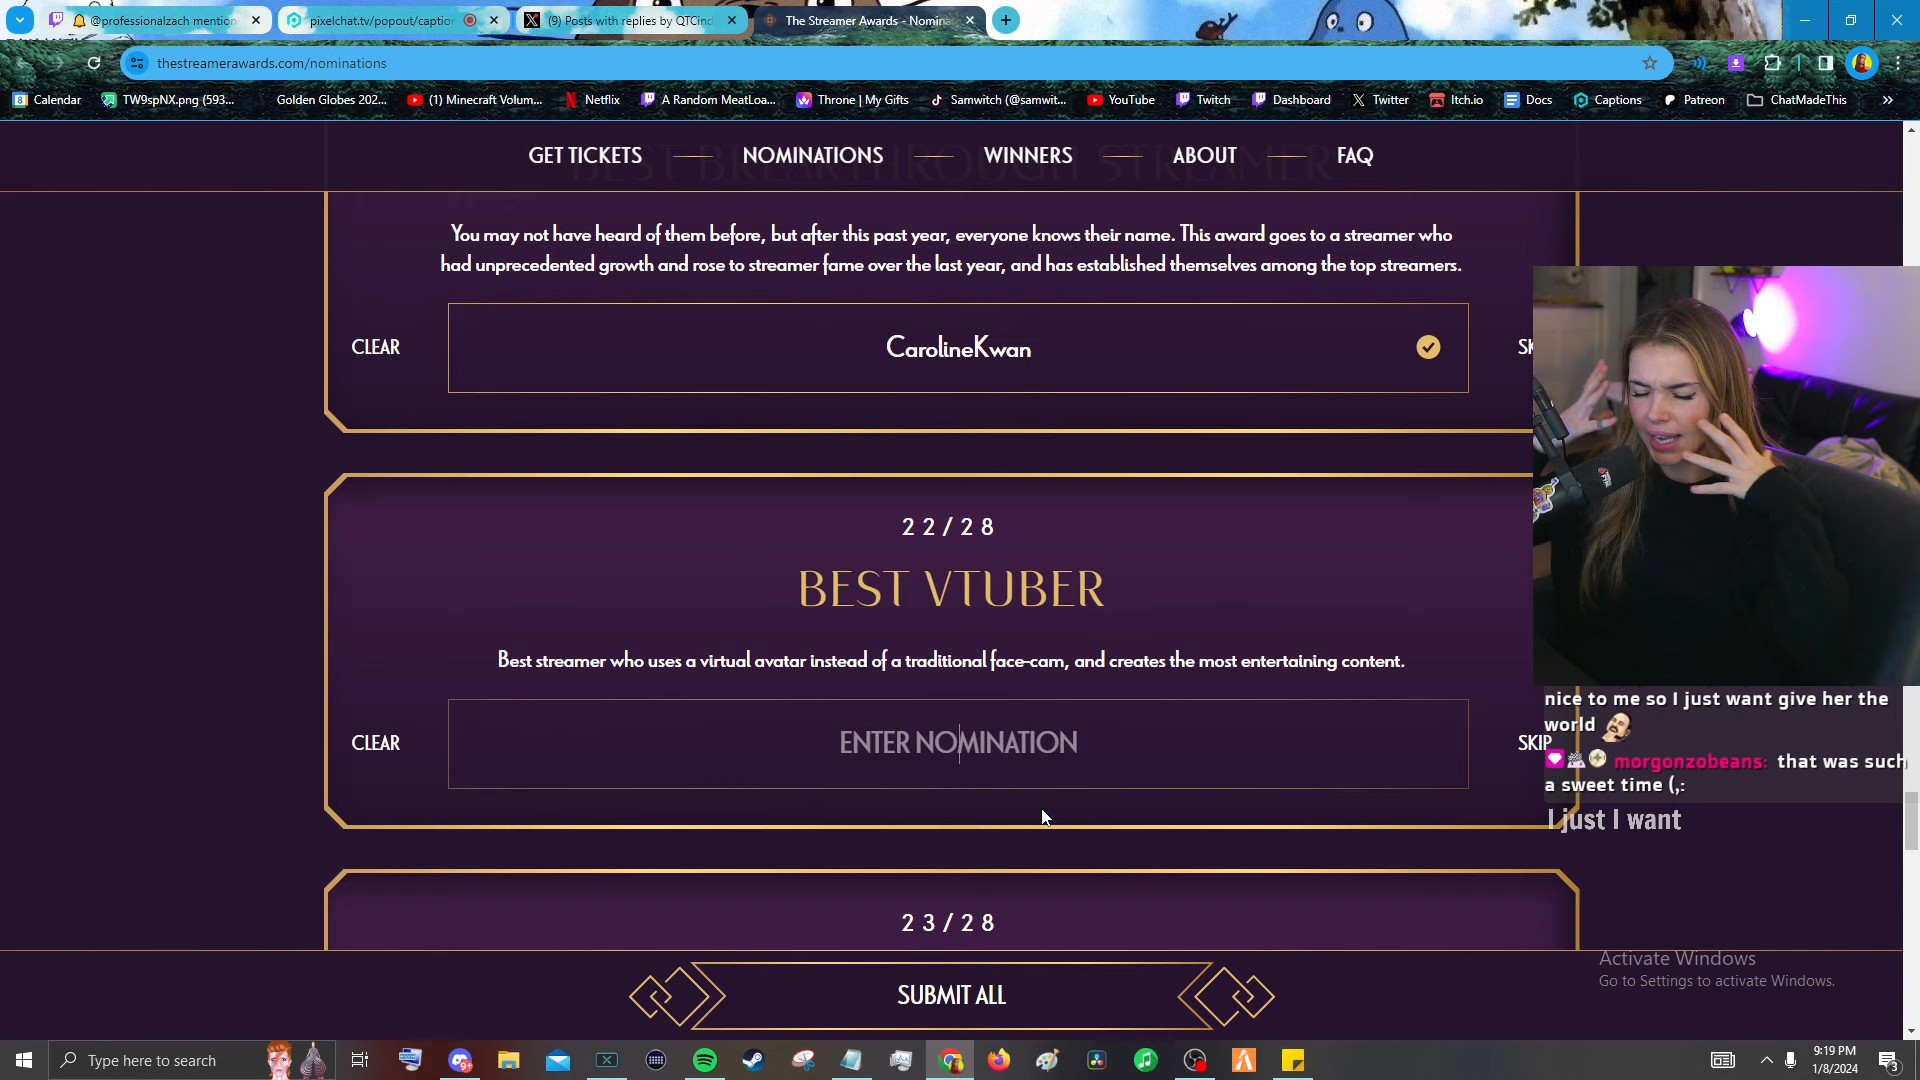 @professionalzach mention
pixelchat.tv/popout/caption
(9) Posts with replies by QTCind
The Streamer Awards - Nomina
thestreamerawards.com/nominations
Calendar
TW9spNX.png (593...
Golden Globes 202...
(1) Minecraft Volum...
Netflix
A Random MeatLoa...
Throne | My Gifts
Samwitch (@samwit...
YouTube
Twitch
Dashboard
Twitter
Itch.io
Docs
Captions
Patreon
ChatMadeThis
GET TICKETS
NOMINATIONS
WINNERS
ABOUT
FAQ
BEST BREAKTHROUGH STREAMER
You may not have heard of them before, but after this past year, everyone knows their name. This award goes to a streamer who
had unprecedented growth and rose to streamer fame over the last year, and has established themselves among the top streamers.
CLEAR
CarolineKwan
SK
22/28
BEST VTUBER
Best streamer who uses a virtual avatar instead of a traditional face-cam, and creates the most entertaining content.
CLEAR
ENTER NOMINATION
SKIP
nice to me so I just want give her the
world
morgonzobeans: that was such
a sweet time (,:
I just I want
23/28
Activate Windows
Go to Settings to activate Windows.
SUBMIT ALL
Type here to search
9+
9:19 PM
1/8/2024
3